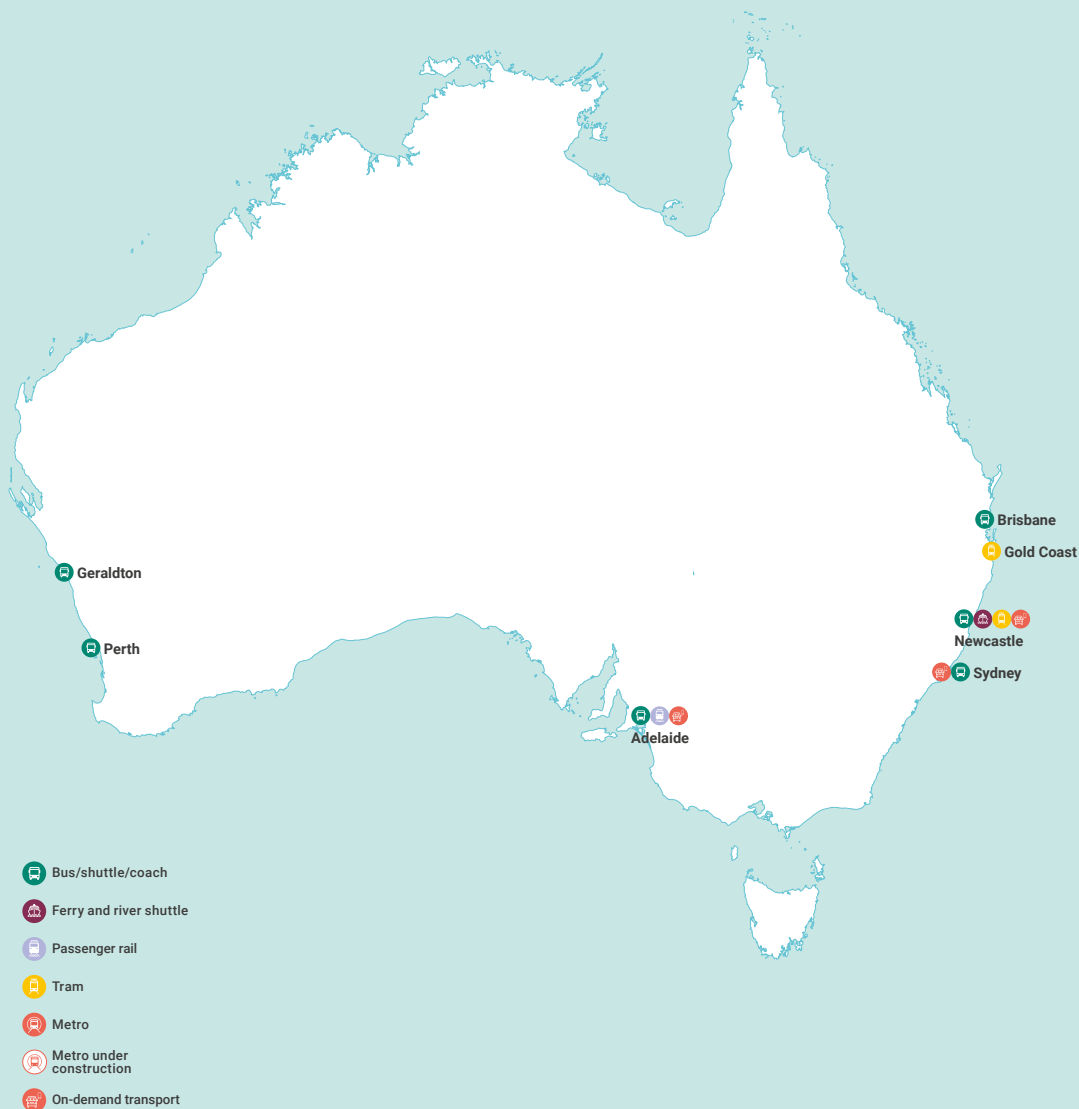 Brisbane
Gold Coast
Geraldton
Newcastle
Perth
Sydney
Adelaide
Bus/shuttle/coach
Ferry and river shuttle
Passenger rail
Tram
Metro
Metro under
construction
On-demand transport